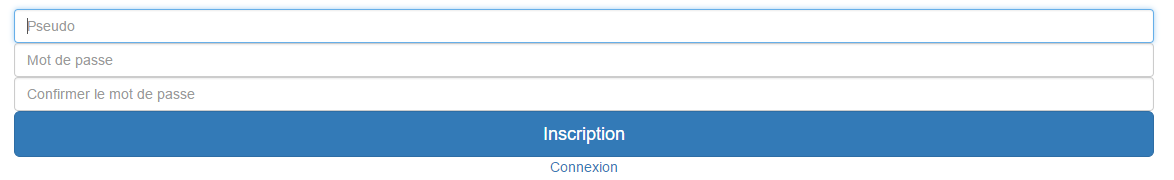 Pseudo
Mot de passe
Confirmer le mot de passe
Inscription
Connexion